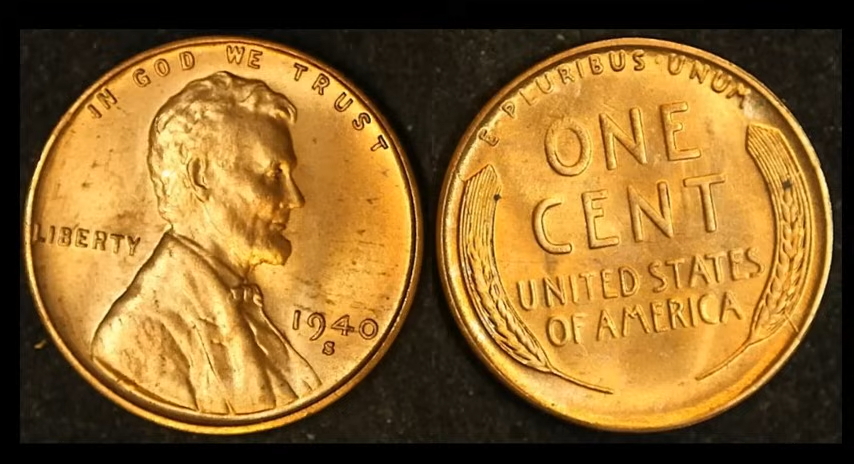 IN GOD WE TRUST
LIBERTY
1940
S
E·PLURIBUS·UNUM
ONE
CENT
UNITED STATES
OF AMERICA